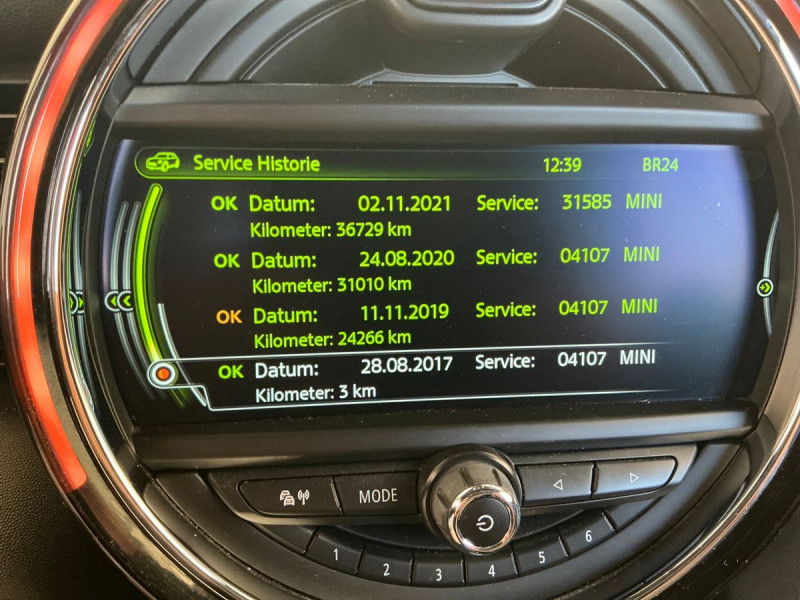 Service Historie 12:39 BR24
OK Datum: 02.11.2021 Service: 31585 MINI
Kilometer: 36729 km
OK Datum: 24.08.2020 Service: 04107 MINI
Kilometer: 31010 km
OK Datum: 11.11.2019 Service: 04107 MINI
Kilometer: 24266 km
OK Datum: 28.08.2017 Service: 04107 MINI
Kilometer: 3 km
MODE
1 2 3 4 5 6